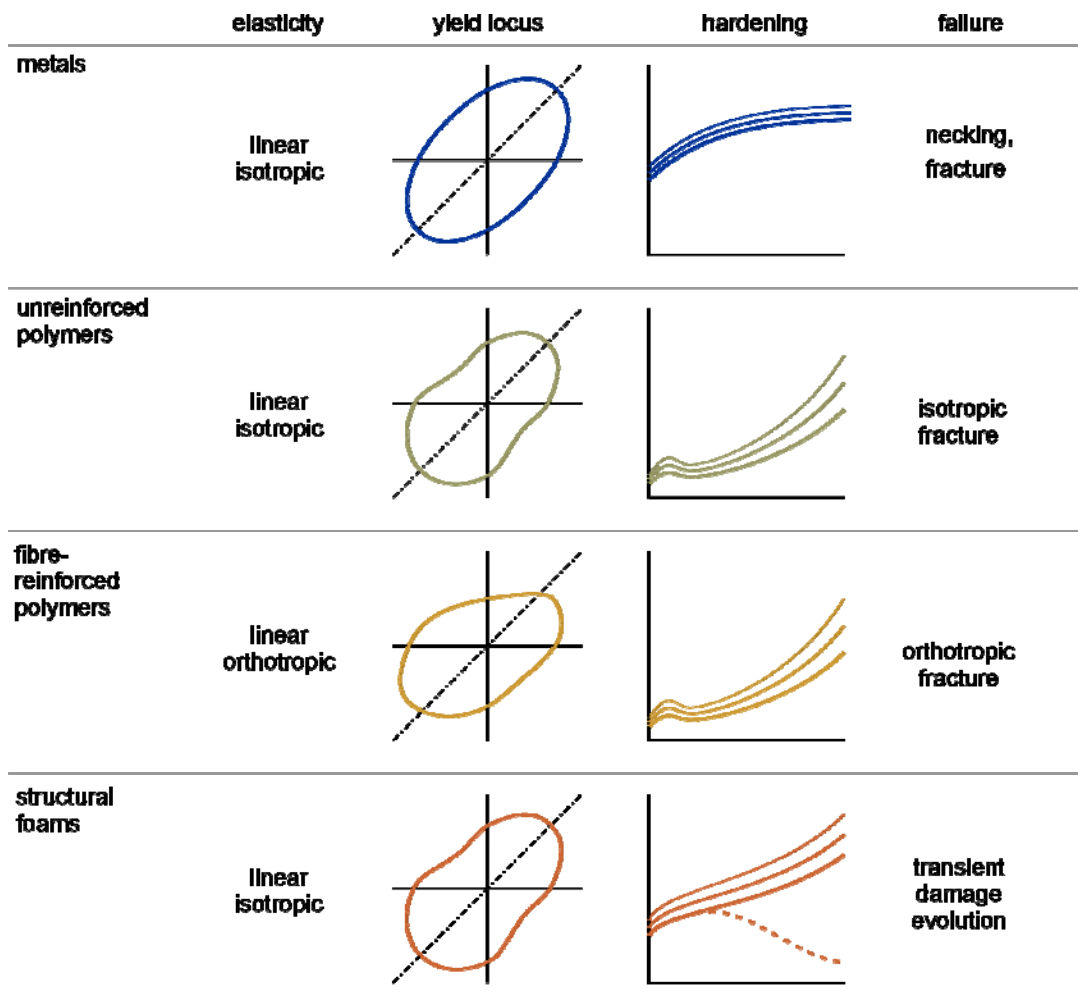 elasticity yield locus hardening failure
metals
linear
isotropic
necking,
fracture
unreinforced
polymers
linear
isotropic
isotropic
fracture
fibre-
reinforced
polymers
linear
orthotropic
orthotropic
fracture
structural
foams
linear
isotropic
transient
damage
evolution